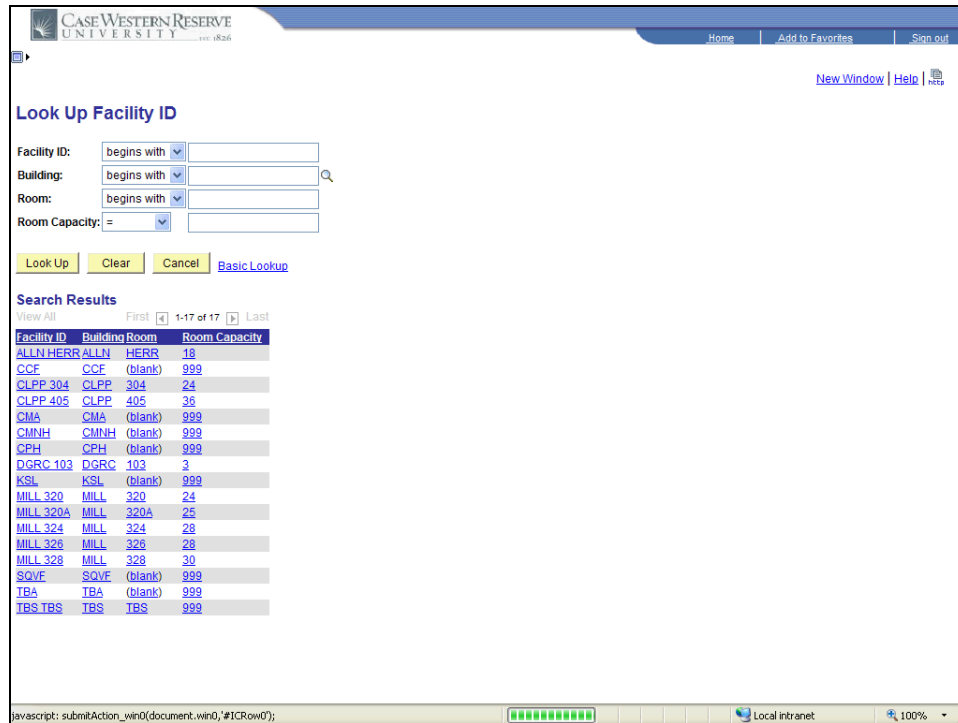 CASE WESTERN RESERVE
UNIVERSITY EST 1826
Home Add to Favorites Sign out
New Window | Help | http
Look Up Facility ID
Facility ID: begins with
Building: begins with
Room: begins with
Room Capacity: =
Look Up Clear Cancel Basic Lookup
Search Results
View All First 1-17 of 17 Last
Facility ID Building Room Room Capacity
ALLN HERR ALLN HERR 18
CCF CCF (blank) 999
CLPP 304 CLPP 304 24
CLPP 405 CLPP 405 36
CMA CMA (blank) 999
CMNH CMNH (blank) 999
CPH CPH (blank) 999
DGRC 103 DGRC 103 3
KSL KSL (blank) 999
MILL 320 MILL 320 24
MILL 320A MILL 320A 25
MILL 324 MILL 324 28
MILL 326 MILL 326 28
MILL 328 MILL 328 30
SQVF SQVF (blank) 999
TBA TBA (blank) 999
TBS TBS TBS TBS 999
javascript: submitAction_win0(document.win0,'#ICRow0'); Local intranet 100%